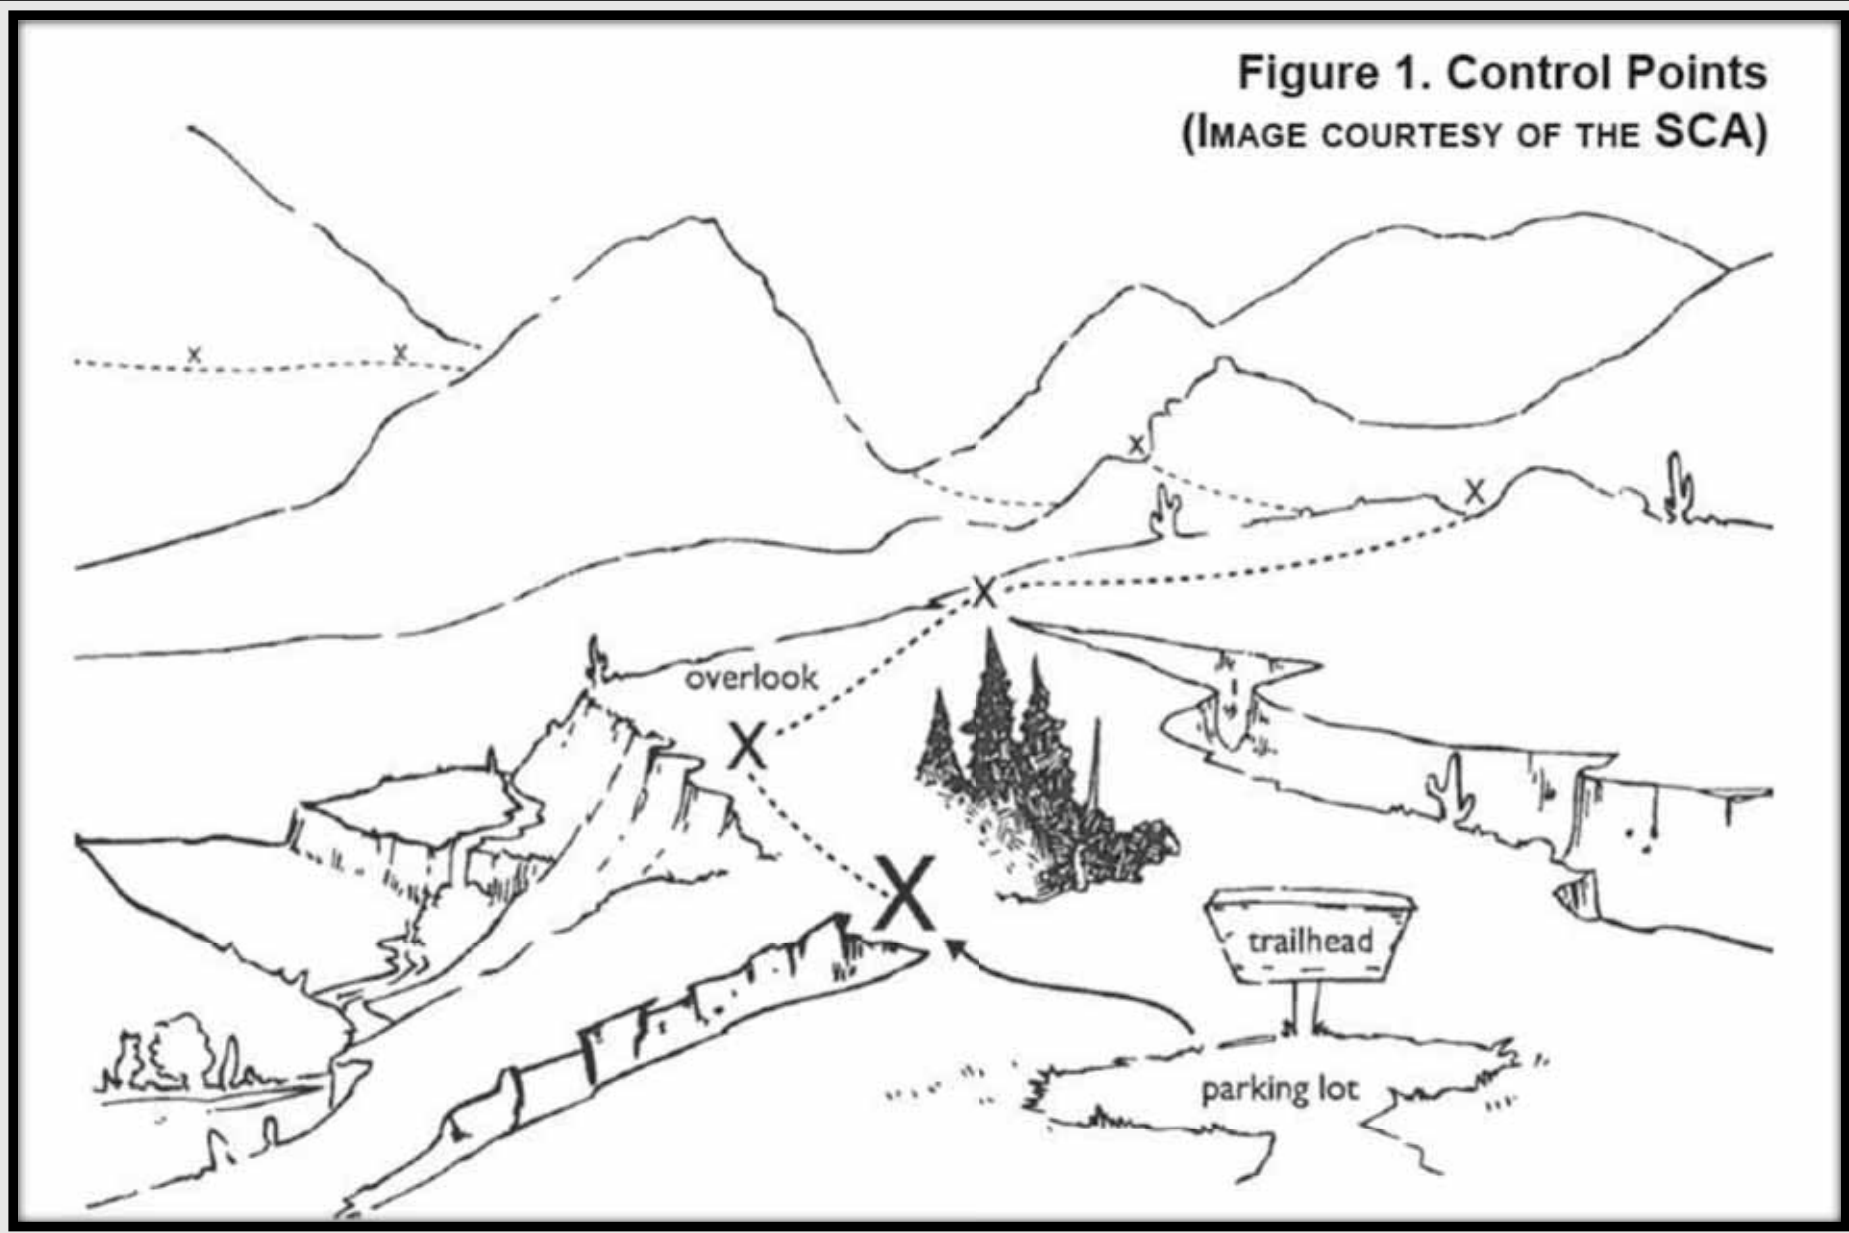 Figure 1. Control Points
(Image courtesy of the SCA)
x
x
x
x
X
overlook
X
X
trailhead
parking lot